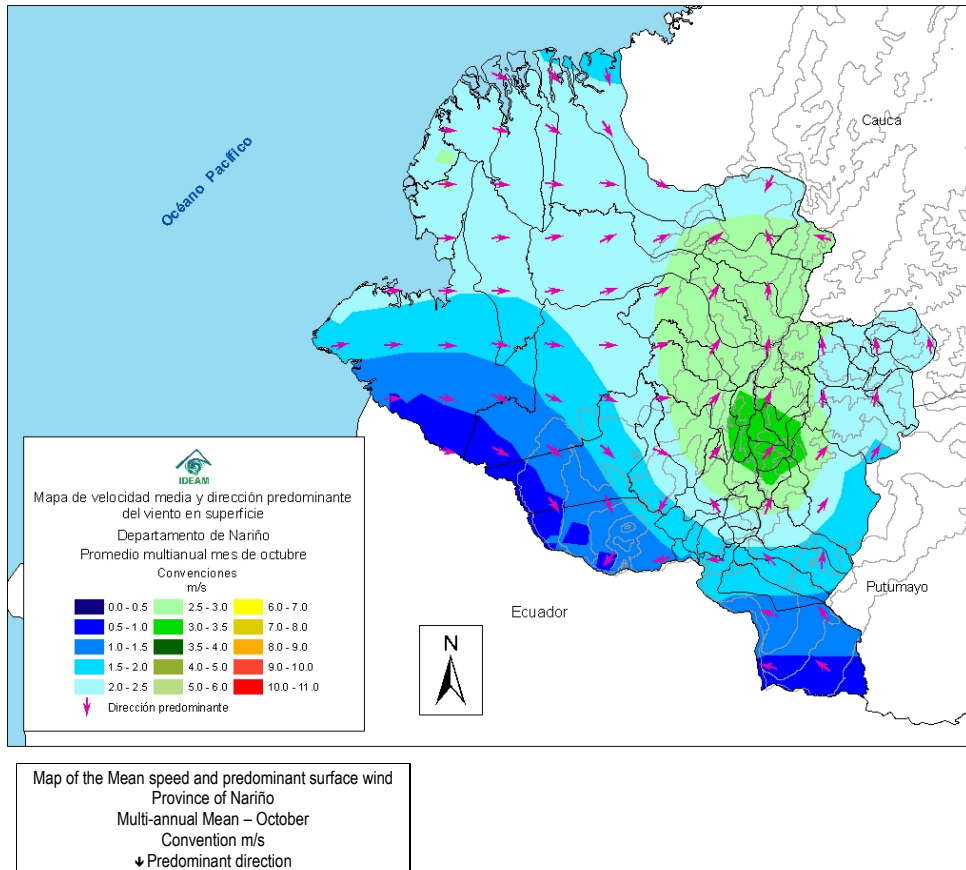 Cauca
Océano Pacífico
IDEAM
Mapa de velocidad media y dirección predominante
del viento en superficie
Departamento de Nariño
Promedio multianual mes de octubre
Convenciones
m/s
0.0 - 0.5 2.5 - 3.0 6.0 - 7.0
0.5 - 1.0 3.0 - 3.5 7.0 - 8.0
1.0 - 1.5 3.5 - 4.0 8.0 - 9.0
1.5 - 2.0 4.0 - 5.0 9.0 - 10.0
2.0 - 2.5 5.0 - 6.0 10.0 - 11.0
Dirección predominante
Ecuador
Putumayo
N
Map of the Mean speed and predominant surface wind
Province of Nariño
Multi-annual Mean – October
Convention m/s
Predominant direction